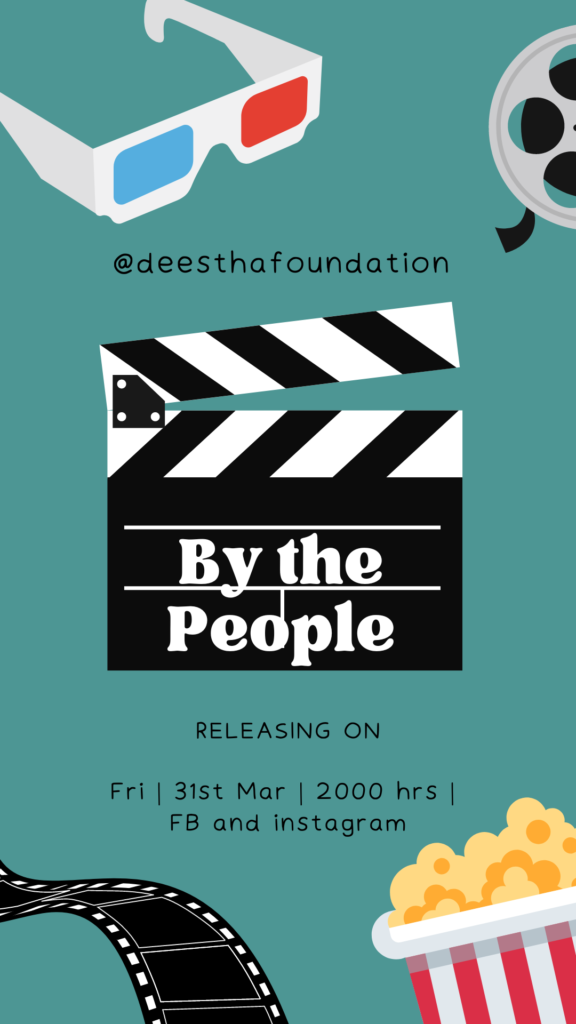 @deesthafoundation
By the
People
RELEASING ON
Fri | 31st Mar | 2000 hrs |
FB and instagram